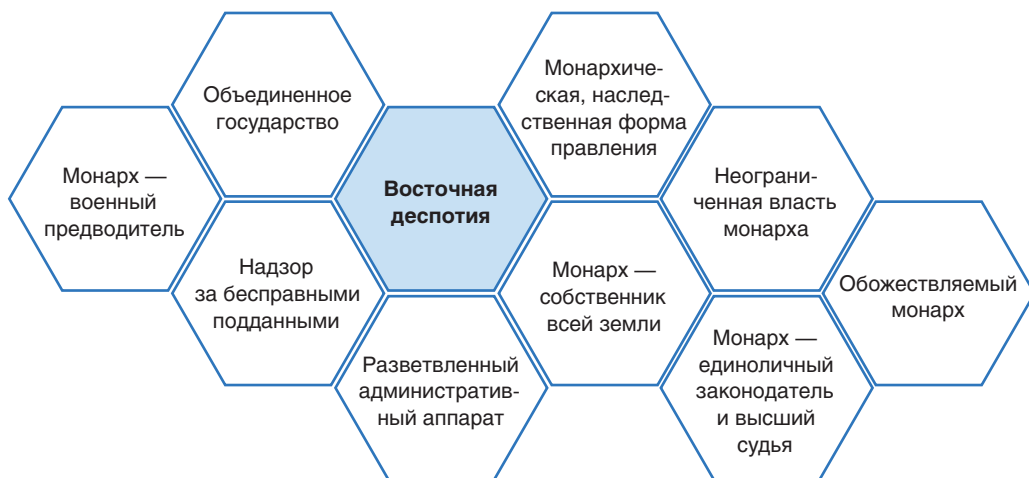 Объединенное
государство
Монархиче-
ская, наслед-
ственная форма
правления
Монарх —
военный
предводитель
Восточная
деспотия
Неограни-
ченная власть
монарха
Надзор
за бесправными
подданными
Монарх —
собственник
всей земли
Обожествляемый
монарх
Разветвленный
административ-
ный аппарат
Монарх —
единоличный
законодатель
и высший
судья